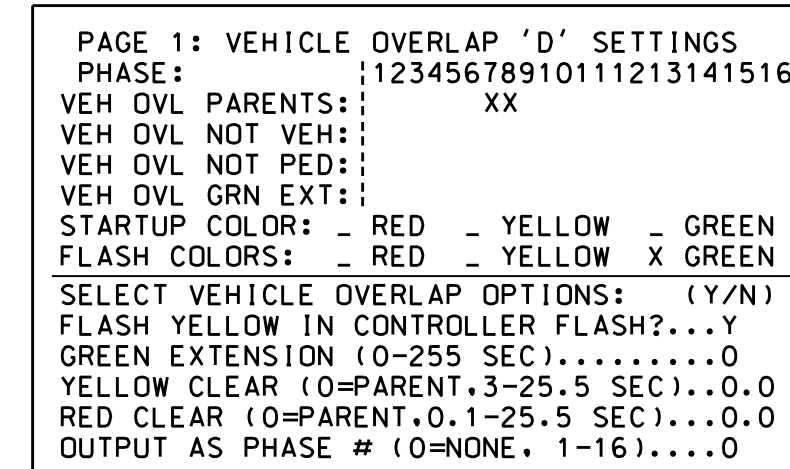 PAGE 1: VEHICLE OVERLAP 'D' SETTINGS
PHASE: ¦12345678910111213141516
VEH OVL PARENTS:¦ XX
VEH OVL NOT VEH:¦
VEH OVL NOT PED:¦
VEH OVL GRN EXT:¦
STARTUP COLOR: _ RED _ YELLOW _ GREEN
FLASH COLORS: _ RED _ YELLOW X GREEN
SELECT VEHICLE OVERLAP OPTIONS: (Y/N)
FLASH YELLOW IN CONTROLLER FLASH?...Y
GREEN EXTENSION (0-255 SEC).........0
YELLOW CLEAR (0=PARENT,3-25.5 SEC)..0.0
RED CLEAR (0=PARENT,0.1-25.5 SEC)...0.0
OUTPUT AS PHASE # (0=NONE, 1-16)....0